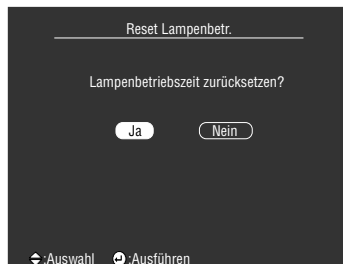 Reset Lampenbetr.
Lampenbetriebszeit zurücksetzen?
Ja Nein
:Auswahl :Ausführen